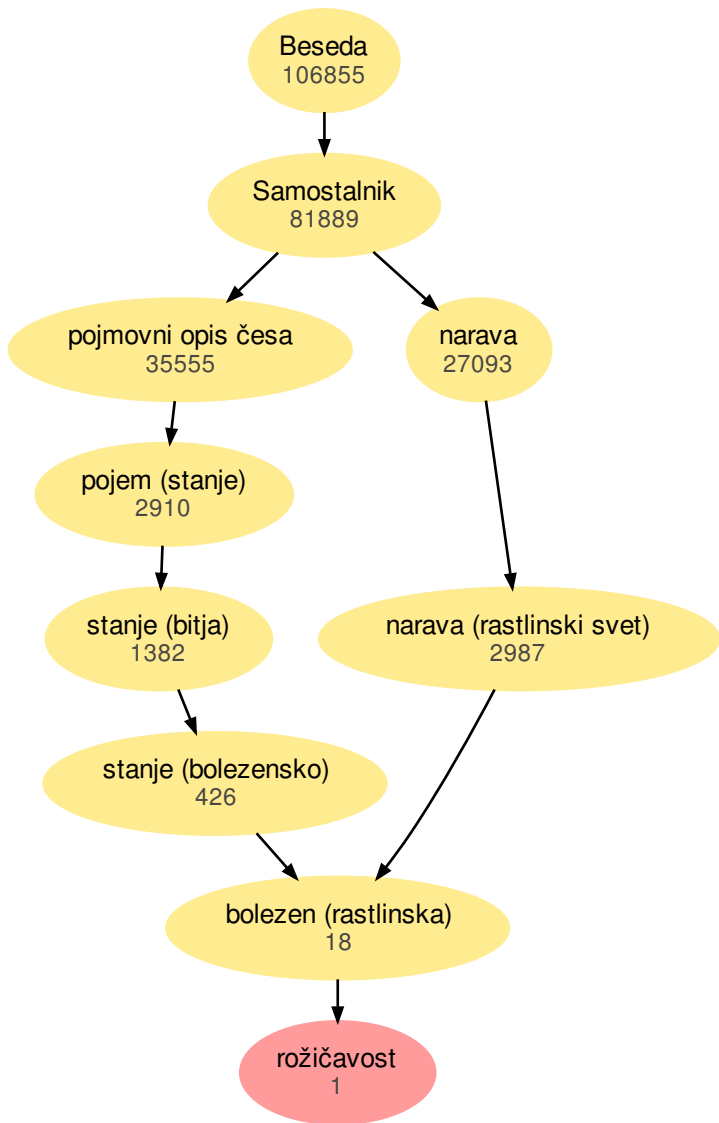 Beseda
106855
Samostalnik
81889
pojmovni opis česa
35555
narava
27093
pojem (stanje)
2910
stanje (bitja)
1382
narava (rastlinski svet)
2987
stanje (bolezensko)
426
bolezen (rastlinska)
18
rožičavost
1